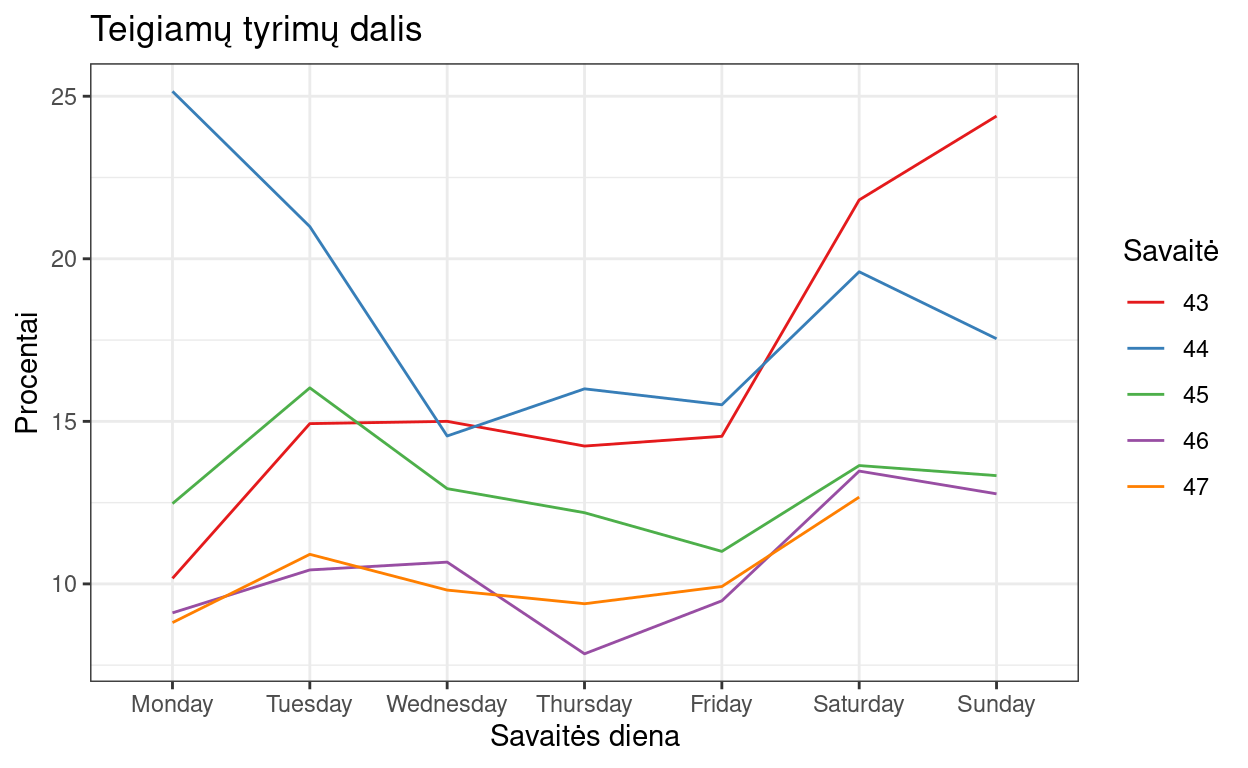 Teigiamų tyrimų dalis
Procentai
25
20
15
10
Monday Tuesday Wednesday Thursday Friday Saturday Sunday
Savaitės diena
Savaitė
43
44
45
46
47